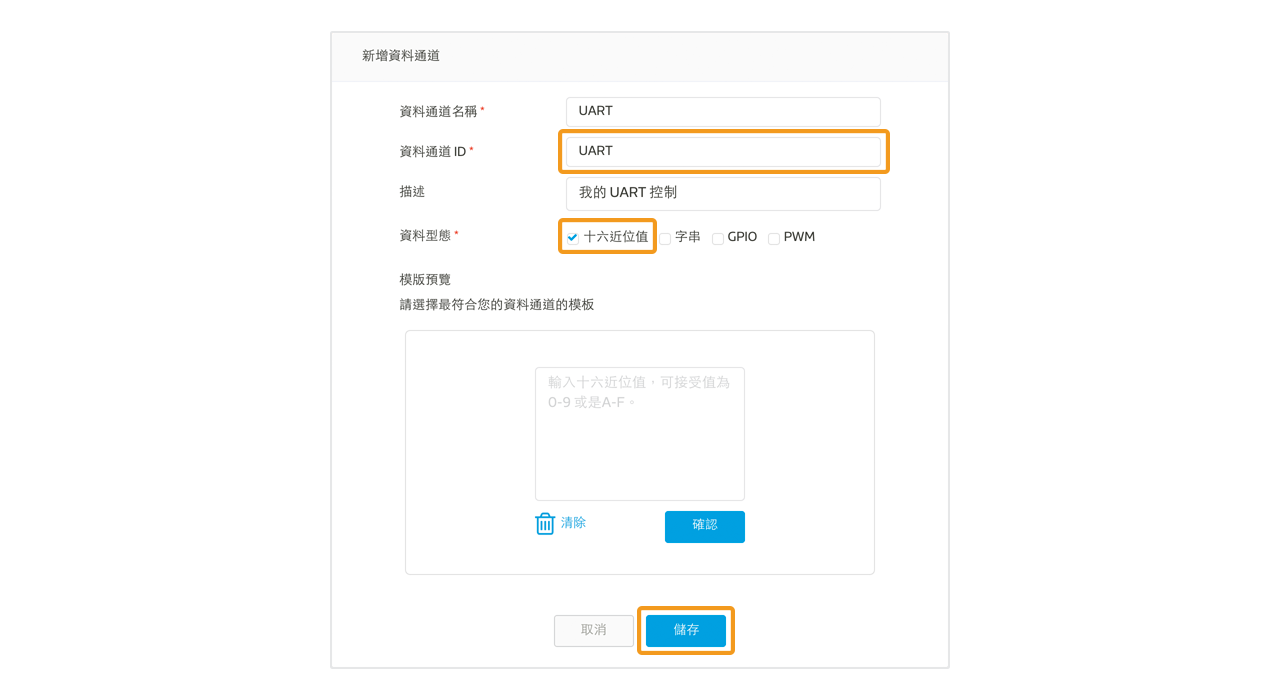 新增資料通道
資料通道名稱* UART
資料通道 ID* UART
描述 我的 UART 控制
資料型態* 十六近位值 字串 GPIO PWM
模版預覽
請選擇最符合您的資料通道的模板
輸入十六近位值，可接受值為
0-9 或是A-F。
清除 確認
取消 儲存